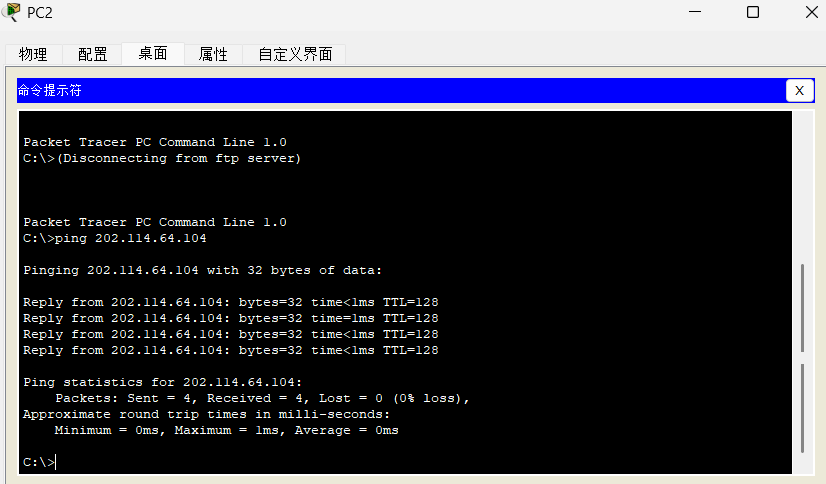 PC2
物理 配置 桌面 属性 自定义界面
命令提示符 X
Packet Tracer PC Command Line 1.0
C:\>(Disconnecting from ftp server)
Packet Tracer PC Command Line 1.0
C:\>ping 202.114.64.104
Pinging 202.114.64.104 with 32 bytes of data:
Reply from 202.114.64.104: bytes=32 time<1ms TTL=128
Reply from 202.114.64.104: bytes=32 time=1ms TTL=128
Reply from 202.114.64.104: bytes=32 time<1ms TTL=128
Reply from 202.114.64.104: bytes=32 time<1ms TTL=128
Ping statistics for 202.114.64.104:
    Packets: Sent = 4, Received = 4, Lost = 0 (0% loss),
Approximate round trip times in milli-seconds:
    Minimum = 0ms, Maximum = 1ms, Average = 0ms
C:\>